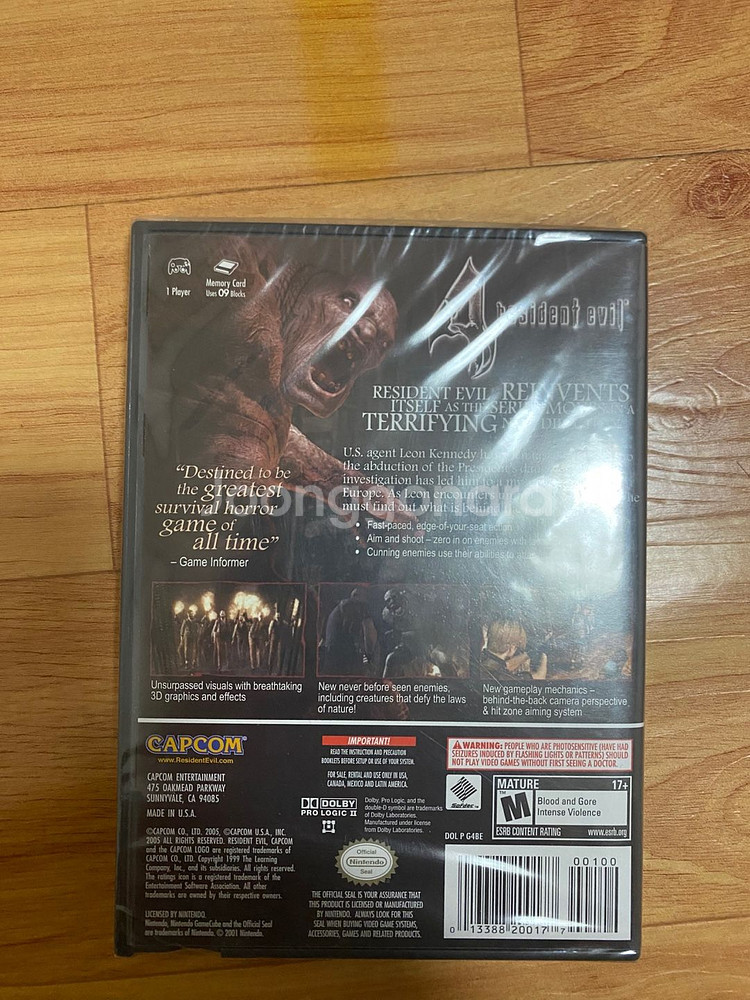 1 Player
Memory Card
Uses 09 Blocks
4 resident evil
RESIDENT EVIL REINVENTS
ITSELF AS THE SERIES
TERRIFYING
U.S. agent Leon Kennedy
the abduction of the President's
investigation has led him to a
Europe. As Leon
must find out what is
• Fast-paced, edge-of-your-seat action
• Aim and shoot – zero in on enemies with
• Cunning enemies use their abilities to
"Destined to be
the greatest
survival horror
game of
all time"
– Game Informer
Unsurpassed visuals with breathtaking
3D graphics and effects
New never before seen enemies,
including creatures that defy the laws
of nature!
New gameplay mechanics –
behind-the-back camera perspective
& hit zone aiming system
CAPCOM®
www.ResidentEvil.com
CAPCOM ENTERTAINMENT
475 OAKMEAD PARKWAY
SUNNYVALE, CA 94085
MADE IN U.S.A.
©CAPCOM CO., LTD. 2005, ©CAPCOM U.S.A., INC.
2005 ALL RIGHTS RESERVED. RESIDENT EVIL, CAPCOM
and the CAPCOM LOGO are registered trademarks of
CAPCOM CO., LTD. Copyright 1999 The Learning
Company, Inc., and its subsidiaries. All rights reserved.
The ratings icon is a registered trademark of the
Entertainment Software Association. All other
trademarks are owned by their respective owners.
LICENSED BY NINTENDO.
Nintendo, Nintendo GameCube and the Official Seal
are trademarks of Nintendo. © 2001 Nintendo.
IMPORTANT!
READ THE INSTRUCTION AND PRECAUTION
BOOKLETS BEFORE SETUP OR USE OF YOUR SYSTEM.
FOR SALE, RENTAL AND USE ONLY IN USA,
CANADA, MEXICO AND LATIN AMERICA.
DOLBY
PRO LOGIC II
Dolby, Pro Logic, and the
double-D symbol are trademarks
of Dolby Laboratories.
Manufactured under license
from Dolby Laboratories.
Official
Nintendo
Seal
THE OFFICIAL SEAL IS YOUR ASSURANCE THAT
THIS PRODUCT IS LICENSED OR MANUFACTURED
BY NINTENDO. ALWAYS LOOK FOR THIS
SEAL WHEN BUYING VIDEO GAME SYSTEMS,
ACCESSORIES, GAMES AND RELATED PRODUCTS.
WARNING: PEOPLE WHO ARE PHOTOSENSITIVE (HAVE HAD
SEIZURES INDUCED BY FLASHING LIGHTS OR PATTERNS) SHOULD
NOT PLAY VIDEO GAMES WITHOUT FIRST SEEING A DOCTOR.
DOL P G4BE
MATURE 17+
M
Blood and Gore
Intense Violence
ESRB CONTENT RATING www.esrb.org
00100
0 13388 20017 7